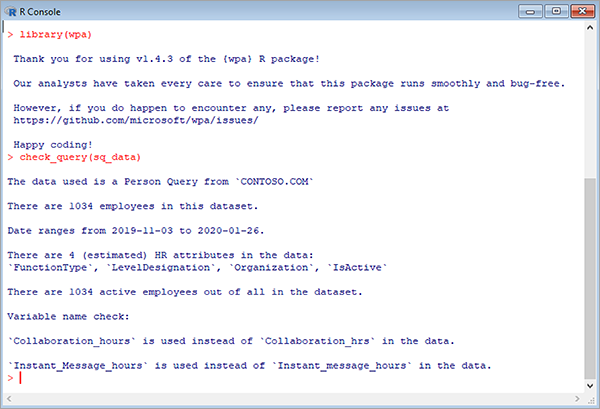 R Console
> library(wpa)
Thank you for using v1.4.3 of the {wpa} R package!
Our analysts have taken every care to ensure that this package runs smoothly and bug-free.
However, if you do happen to encounter any, please report any issues at
https://github.com/microsoft/wpa/issues/
Happy coding!
> check_query(sq_data)
The data used is a Person Query from `CONTOSO.COM`
There are 1034 employees in this dataset.
Date ranges from 2019-11-03 to 2020-01-26.
There are 4 (estimated) HR attributes in the data:
`FunctionType`, `LevelDesignation`, `Organization`, `IsActive`
There are 1034 active employees out of all in the dataset.
Variable name check:
`Collaboration_hours` is used instead of `Collaboration_hrs` in the data.
`Instant_Message_hours` is used instead of `Instant_message_hours` in the data.
>